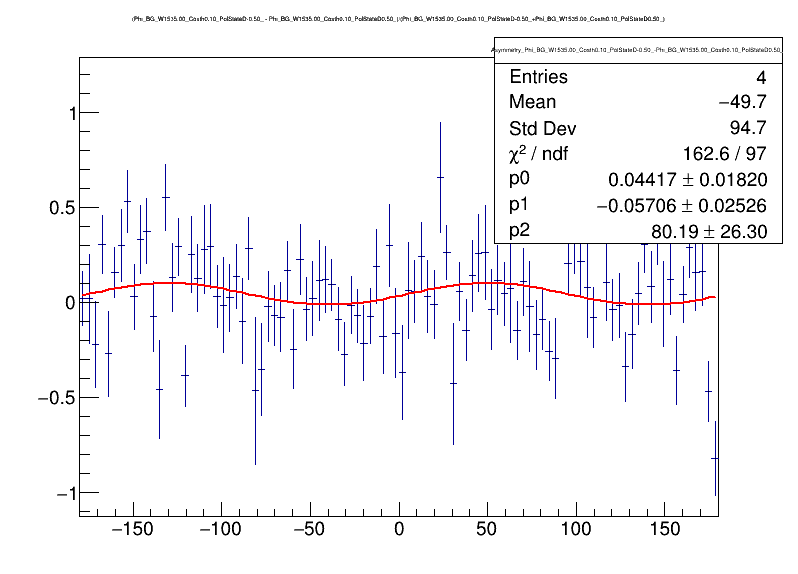 (Phi_BG_W1535.00_Costh0.10_PolStateD-0.50_ - Phi_BG_W1535.00_Costh0.10_PolStateD0.50_)/(Phi_BG_W1535.00_Costh0.10_PolStateD-0.50_+Phi_BG_W1535.00_Costh0.10_PolStateD0.50_)
Asymmetry_Phi_BG_W1535.00_Costh0.10_PolStateD-0.50_-Phi_BG_W1535.00_Costh0.10_PolStateD0.50_
Entries 4
Mean −49.7
Std Dev 94.7
χ² / ndf 162.6 / 97
p0 0.04417 ± 0.01820
p1 −0.05706 ± 0.02526
p2 80.19 ± 26.30
1
0.5
0
−0.5
−1
−150 −100 −50 0 50 100 150